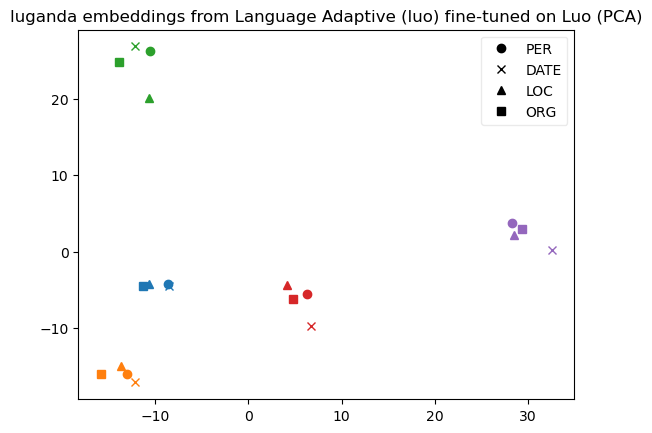 luganda embeddings from Language Adaptive (luo) fine-tuned on Luo (PCA)
PER
DATE
LOC
ORG
20
10
0
−10
−10
0
10
20
30